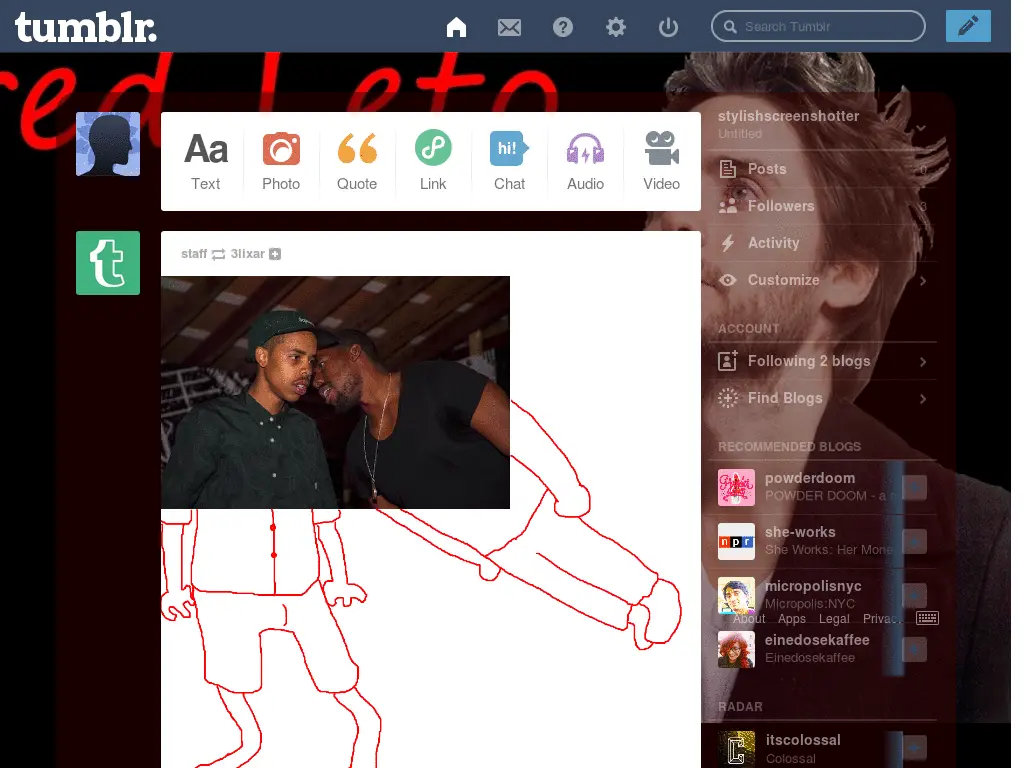 tumblr.
Search Tumblr
red Leto
stylishscreenshotter
Untitled
Aa
hi!
Text
Photo
Quote
Link
Chat
Audio
Video
Posts
Followers
3
Activity
Customize
staff 3lixar
ACCOUNT
Following 2 blogs
Find Blogs
RECOMMENDED BLOGS
powderdoom
POWDER DOOM - a
npr
she-works
She Works: Her Mone
micropolisnyc
Micropolis:NYC
About Apps Legal
einedosekaffee
Einedosekaffee
RADAR
itscolossal
Colossal